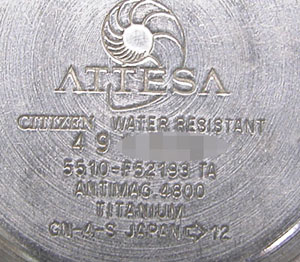 ATTESA
CITIZEN WATER RESISTANT
4 9
5510-F52193 TA
ANTIMAG.4800
TITANIUM
GN-4-S JAPAN 12